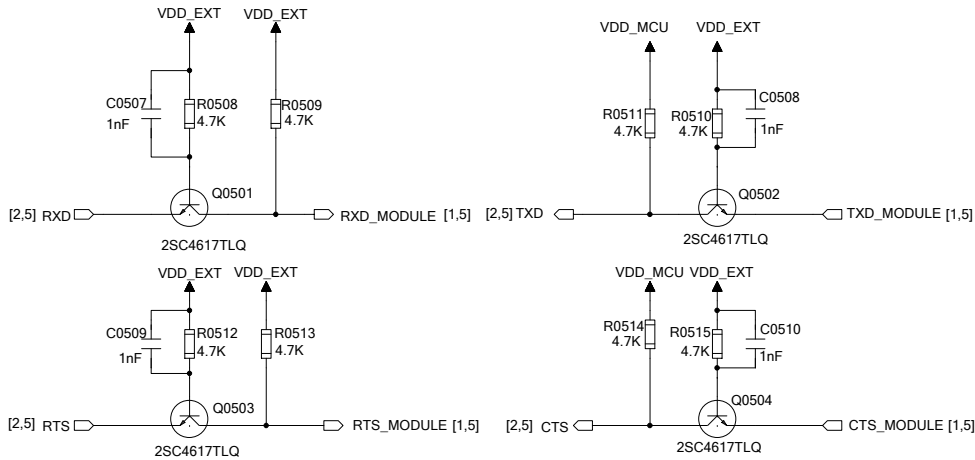 VDD_EXT
VDD_EXT
C0507
1nF
R0508
4.7K
R0509
4.7K
Q0501
[2,5] RXD
RXD_MODULE [1,5]
2SC4617TLQ
VDD_MCU
VDD_EXT
R0511
4.7K
R0510
4.7K
C0508
1nF
Q0502
[2,5] TXD
TXD_MODULE [1,5]
2SC4617TLQ
VDD_EXT
VDD_EXT
C0509
1nF
R0512
4.7K
R0513
4.7K
Q0503
[2,5] RTS
RTS_MODULE [1,5]
2SC4617TLQ
VDD_MCU
VDD_EXT
R0514
4.7K
R0515
4.7K
C0510
1nF
Q0504
[2,5] CTS
CTS_MODULE [1,5]
2SC4617TLQ